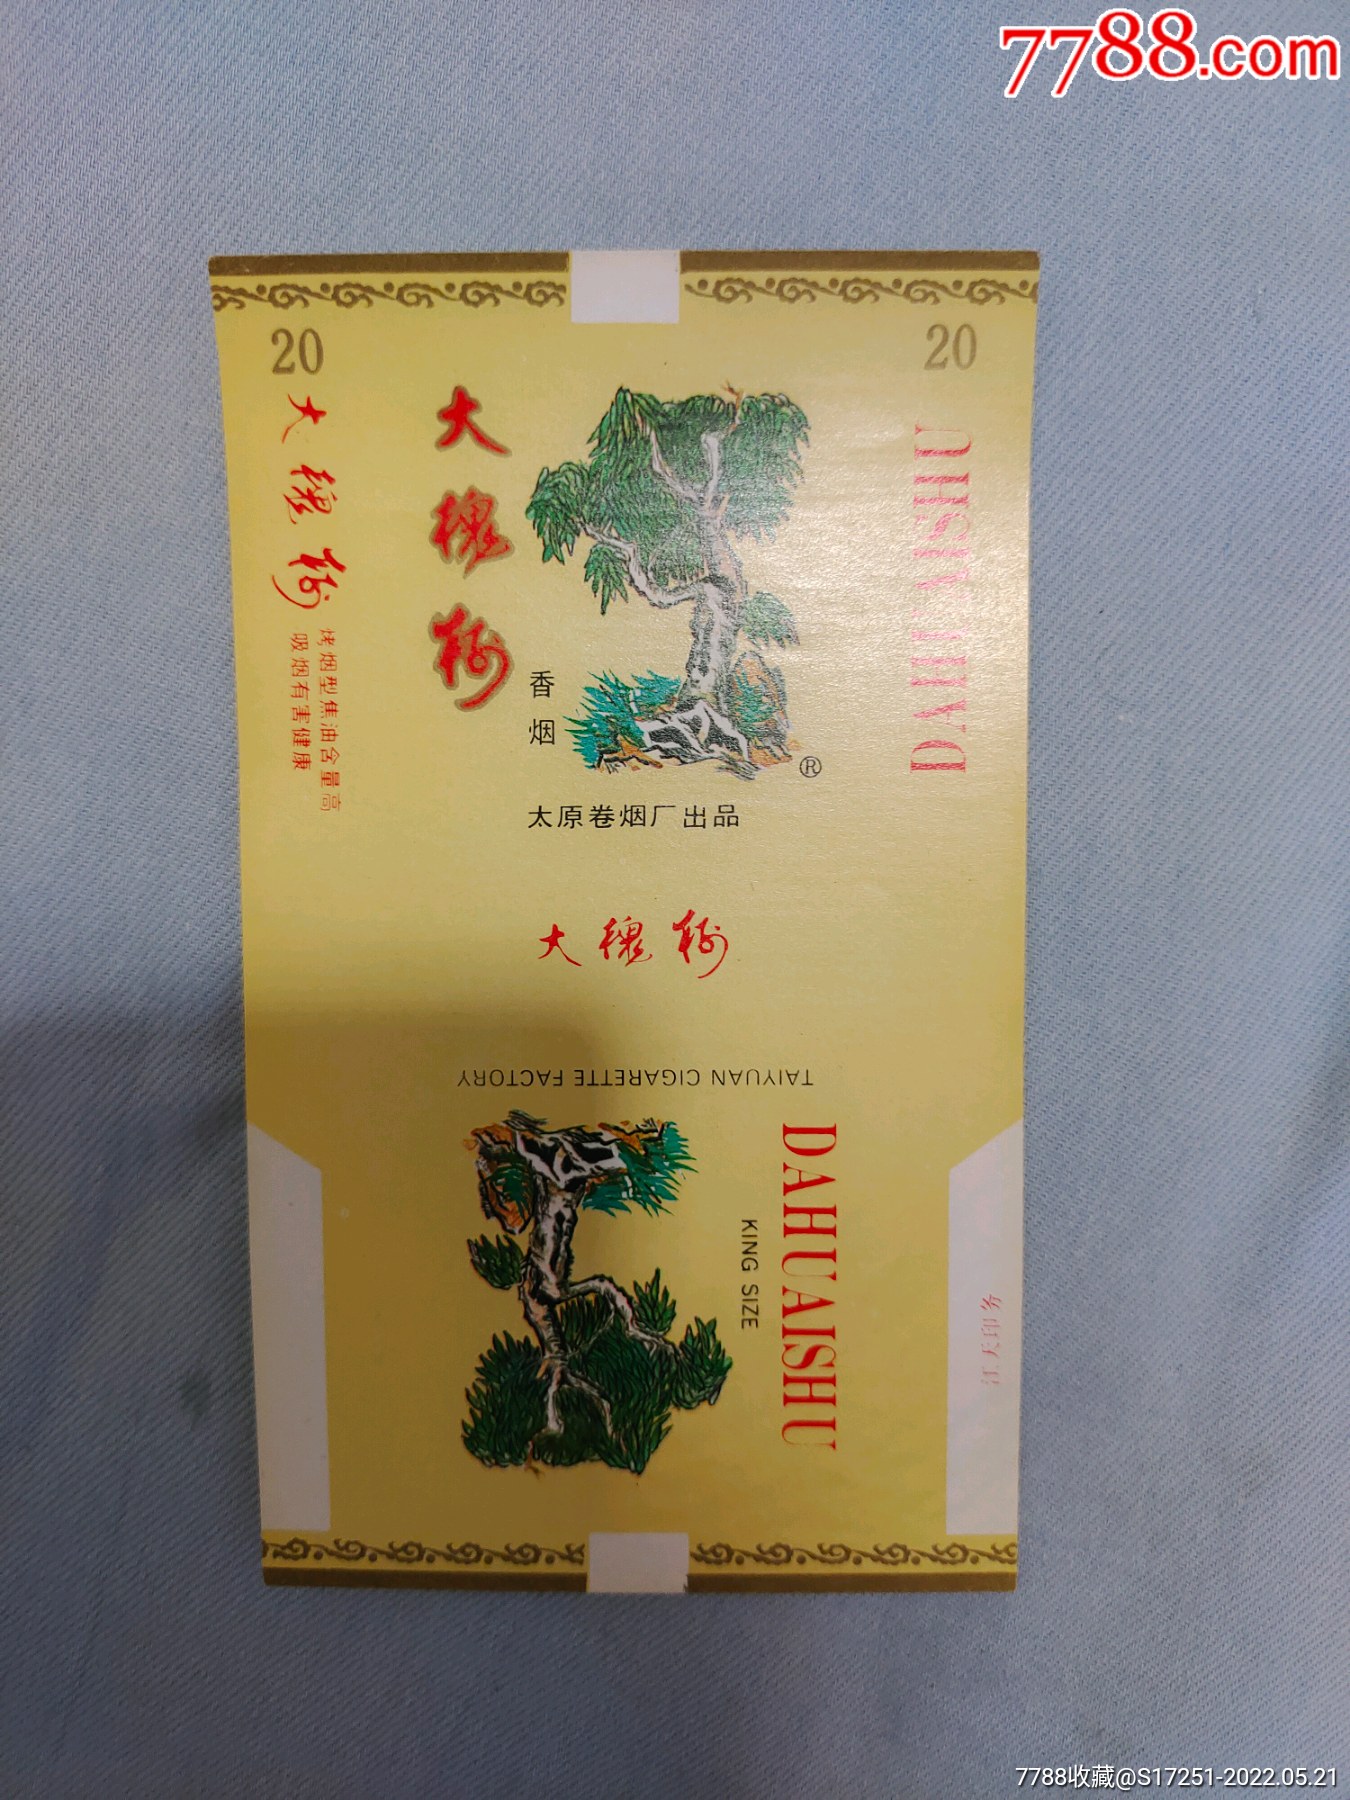 7788.com
20
20
大槐树
大槐树
香烟
烤烟型焦油含量高
吸烟有害健康
DAHUAISHU
®
太原卷烟厂出品
大槐树
TAIYUAN CIGARETTE FACTORY
DAHUAISHU
KING SIZE
7788收藏@S17251-2022.05.21